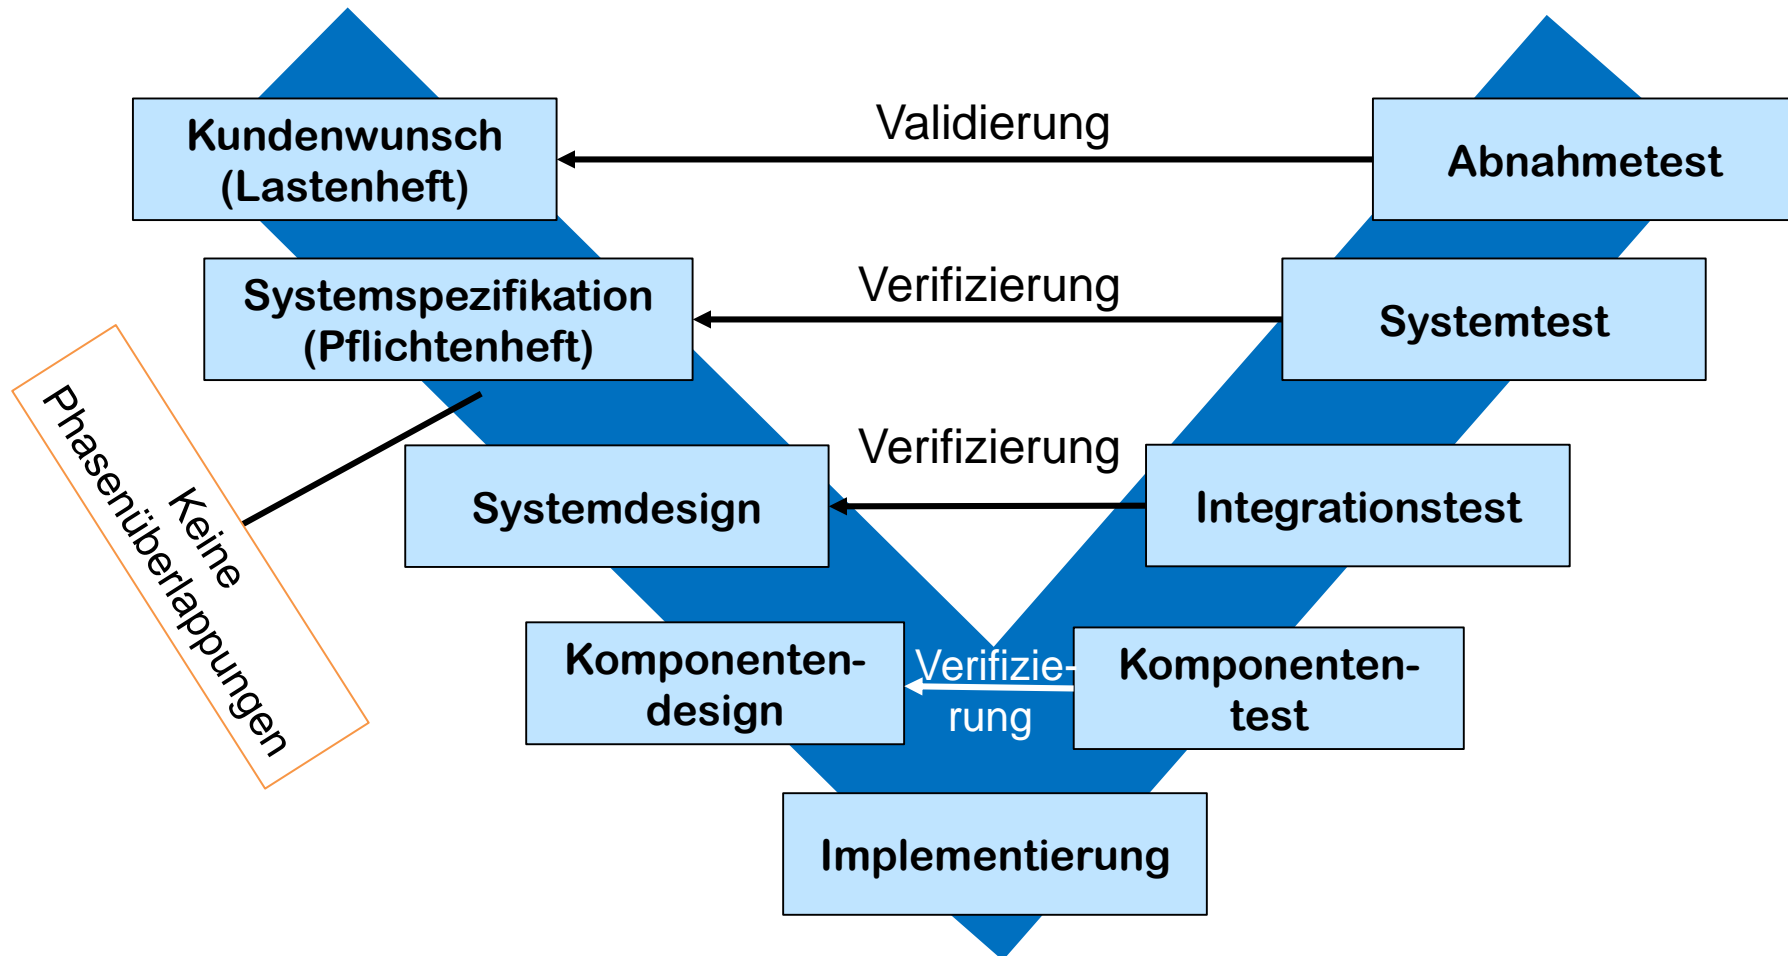 Kundenwunsch
(Lastenheft)
Validierung
Abnahmetest
Systemspezifikation
(Pflichtenheft)
Verifizierung
Systemtest
Keine
Phasenüberlappungen
Systemdesign
Verifizierung
Integrationstest
Komponenten-
design
Verifizie-
rung
Komponenten-
test
Implementierung